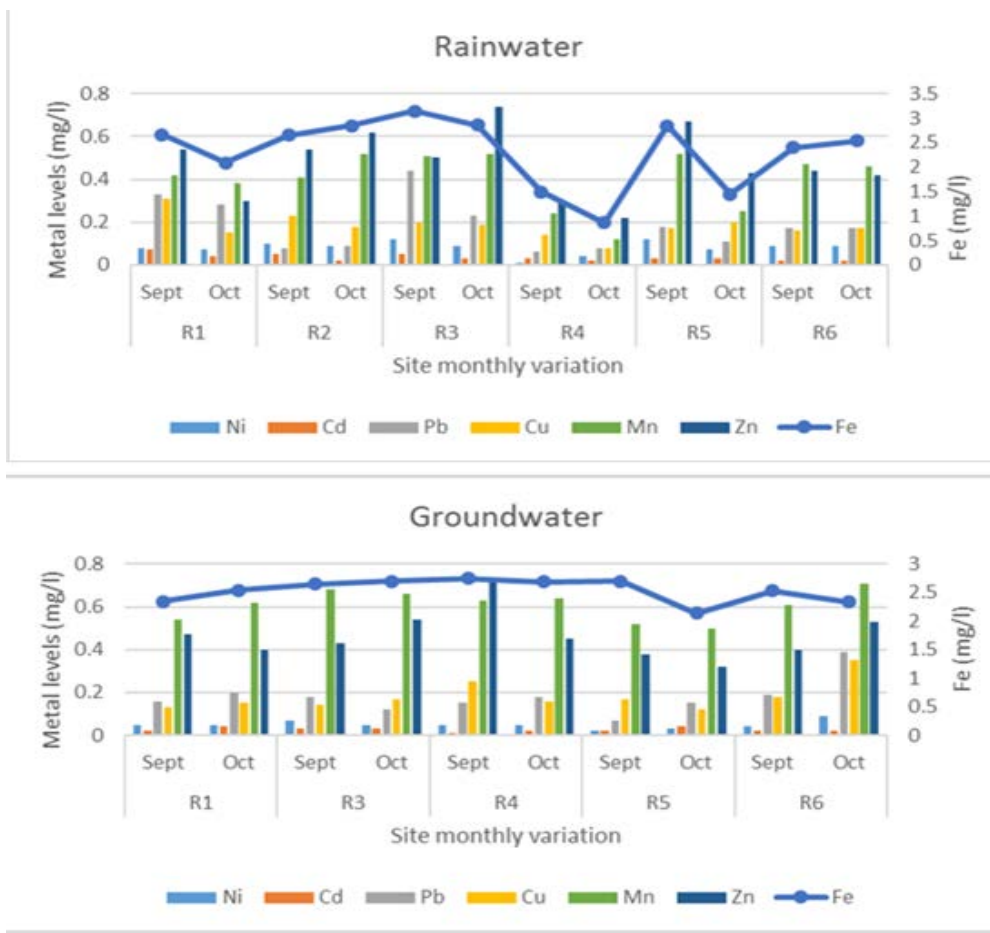 Rainwater
Metal levels (mg/l)
0.8
0.6
0.4
0.2
0
3.5
3
2.5
2
1.5
1
0.5
0
Fe (mg/l)
Sept Oct Sept Oct Sept Oct Sept Oct Sept Oct Sept Oct
R1 R2 R3 R4 R5 R6
Site monthly variation
Ni Cd Pb Cu Mn Zn Fe
Groundwater
Metal levels (mg/l)
0.8
0.6
0.4
0.2
0
3
2.5
2
1.5
1
0.5
0
Fe (mg/l)
Sept Oct Sept Oct Sept Oct Sept Oct Sept Oct
R1 R3 R4 R5 R6
Site monthly variation
Ni Cd Pb Cu Mn Zn Fe